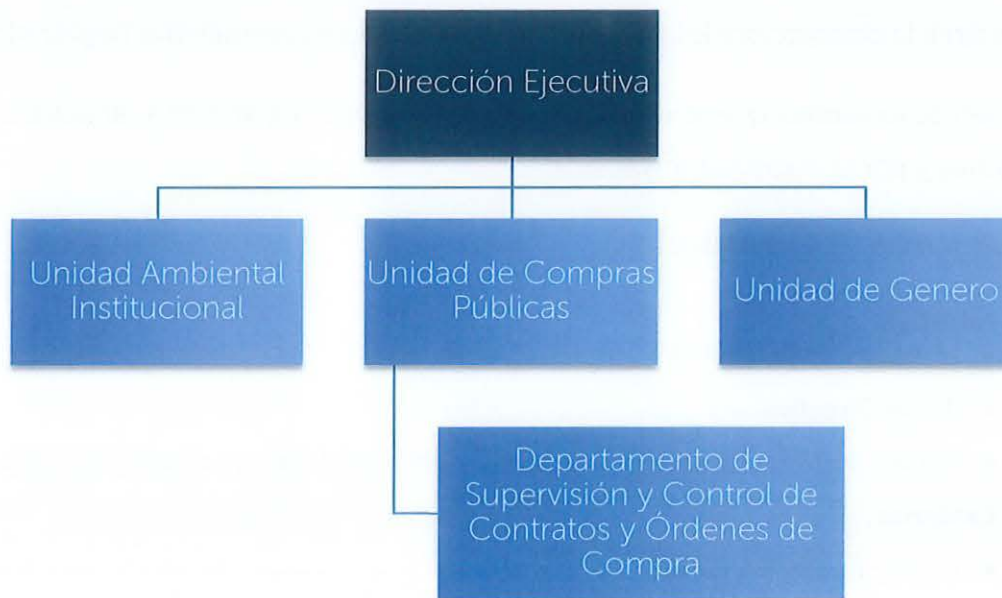 Dirección Ejecutiva
Unidad Ambiental
Institucional
Unidad de Compras
Públicas
Unidad de Genero
Departamento de
Supervisión y Control de
Contratos y Órdenes de
Compra